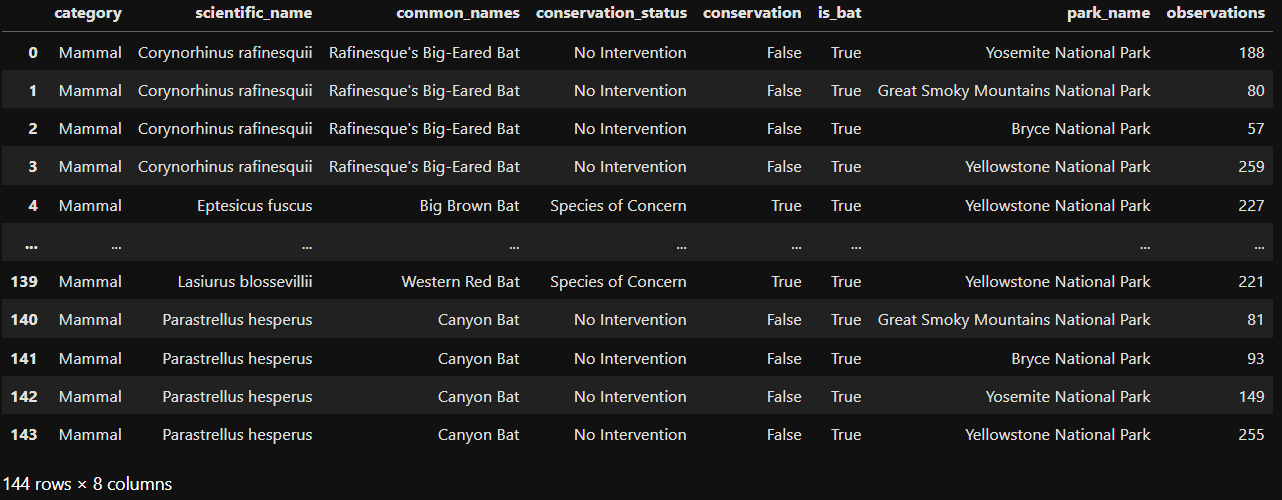 category scientific_name common_names conservation_status conservation is_bat park_name observations
0 Mammal Corynorhinus rafinesquii Rafinesque's Big-Eared Bat No Intervention False True Yosemite National Park 188
1 Mammal Corynorhinus rafinesquii Rafinesque's Big-Eared Bat No Intervention False True Great Smoky Mountains National Park 80
2 Mammal Corynorhinus rafinesquii Rafinesque's Big-Eared Bat No Intervention False True Bryce National Park 57
3 Mammal Corynorhinus rafinesquii Rafinesque's Big-Eared Bat No Intervention False True Yellowstone National Park 259
4 Mammal Eptesicus fuscus Big Brown Bat Species of Concern True True Yellowstone National Park 227
... ... ... ... ... ... ... ... ...
139 Mammal Lasiurus blossevillii Western Red Bat Species of Concern True True Yellowstone National Park 221
140 Mammal Parastrellus hesperus Canyon Bat No Intervention False True Great Smoky Mountains National Park 81
141 Mammal Parastrellus hesperus Canyon Bat No Intervention False True Bryce National Park 93
142 Mammal Parastrellus hesperus Canyon Bat No Intervention False True Yosemite National Park 149
143 Mammal Parastrellus hesperus Canyon Bat No Intervention False True Yellowstone National Park 255
144 rows × 8 columns